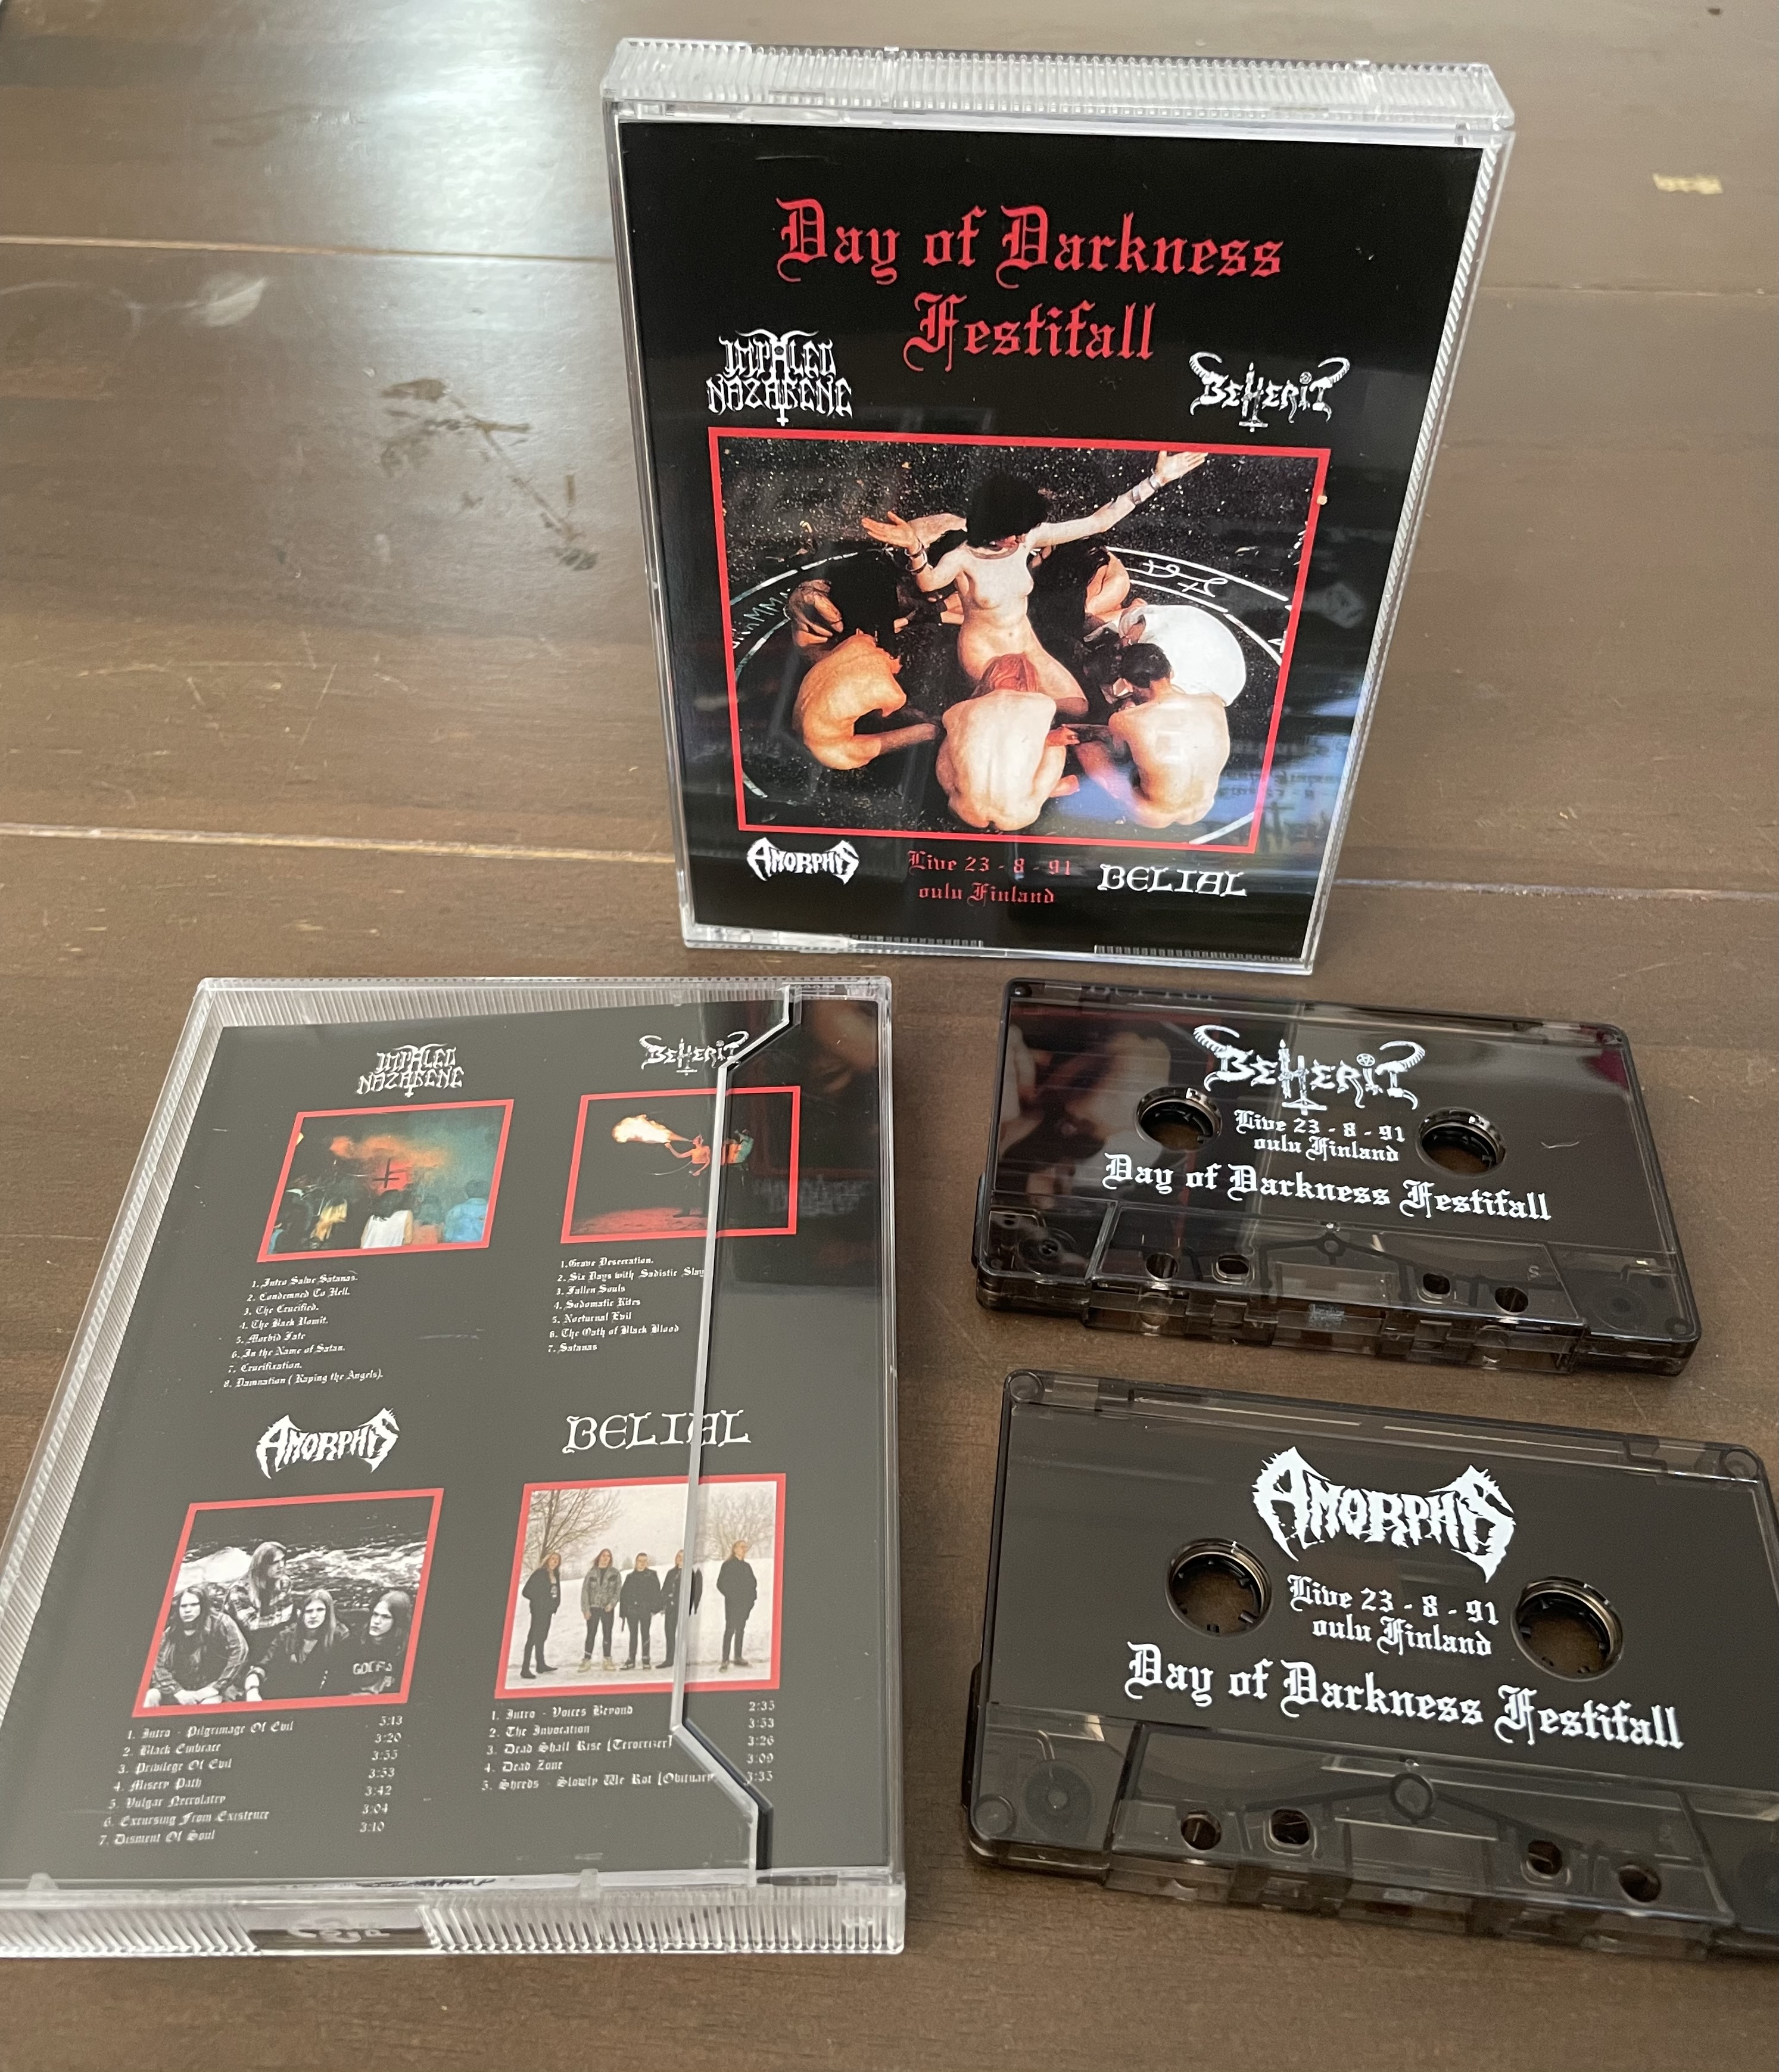 Day of Darkness
Festifall
IMPALED
NAZARENE
BEHERIT
AMORPHIS
Live 23 - 8 - 91
oulu Finland
BELIAL
IMPALED
NAZARENE
BEHERIT
1. Intro Salve Satanas.
2. Condemned To Hell.
3. The Crucified.
4. The Back Vomit.
5. Morbid Fate
6. In the Name of Satan.
7. Crucifixation.
8. Damnation ( Raping the Angels).
1. Grave Desecration.
2. Six Days with Sadistic Slay
3. Fallen Souls
4. Sodomatic Rites
5. Nocturnal Evil
6. The Oath of Black Blood
7. Satanas
AMORPHIS
BELIAL
1. Intro - Pilgrimage Of Evil 5:13
2. Black Embrace 3:20
3. Privilege Of Evil 3:55
4. Misery Path 3:53
5. Vulgar Necrolatry 3:42
6. Excursing From Existence 3:04
7. Disment Of Soul 3:10
1. Intro - Voices Beyond 2:35
2. The Invocation 3:53
3. Dead Shall Rise [Terorrizer] 3:26
4. Dead Zone 3:09
5. Shreds - Slowly We Rot [Obituary 3:35
BEHERIT
Live 23 - 8 - 91
oulu Finland
Day of Darkness Festifall
AMORPHIS
Live 23 - 8 - 91
oulu Finland
Day of Darkness Festifall